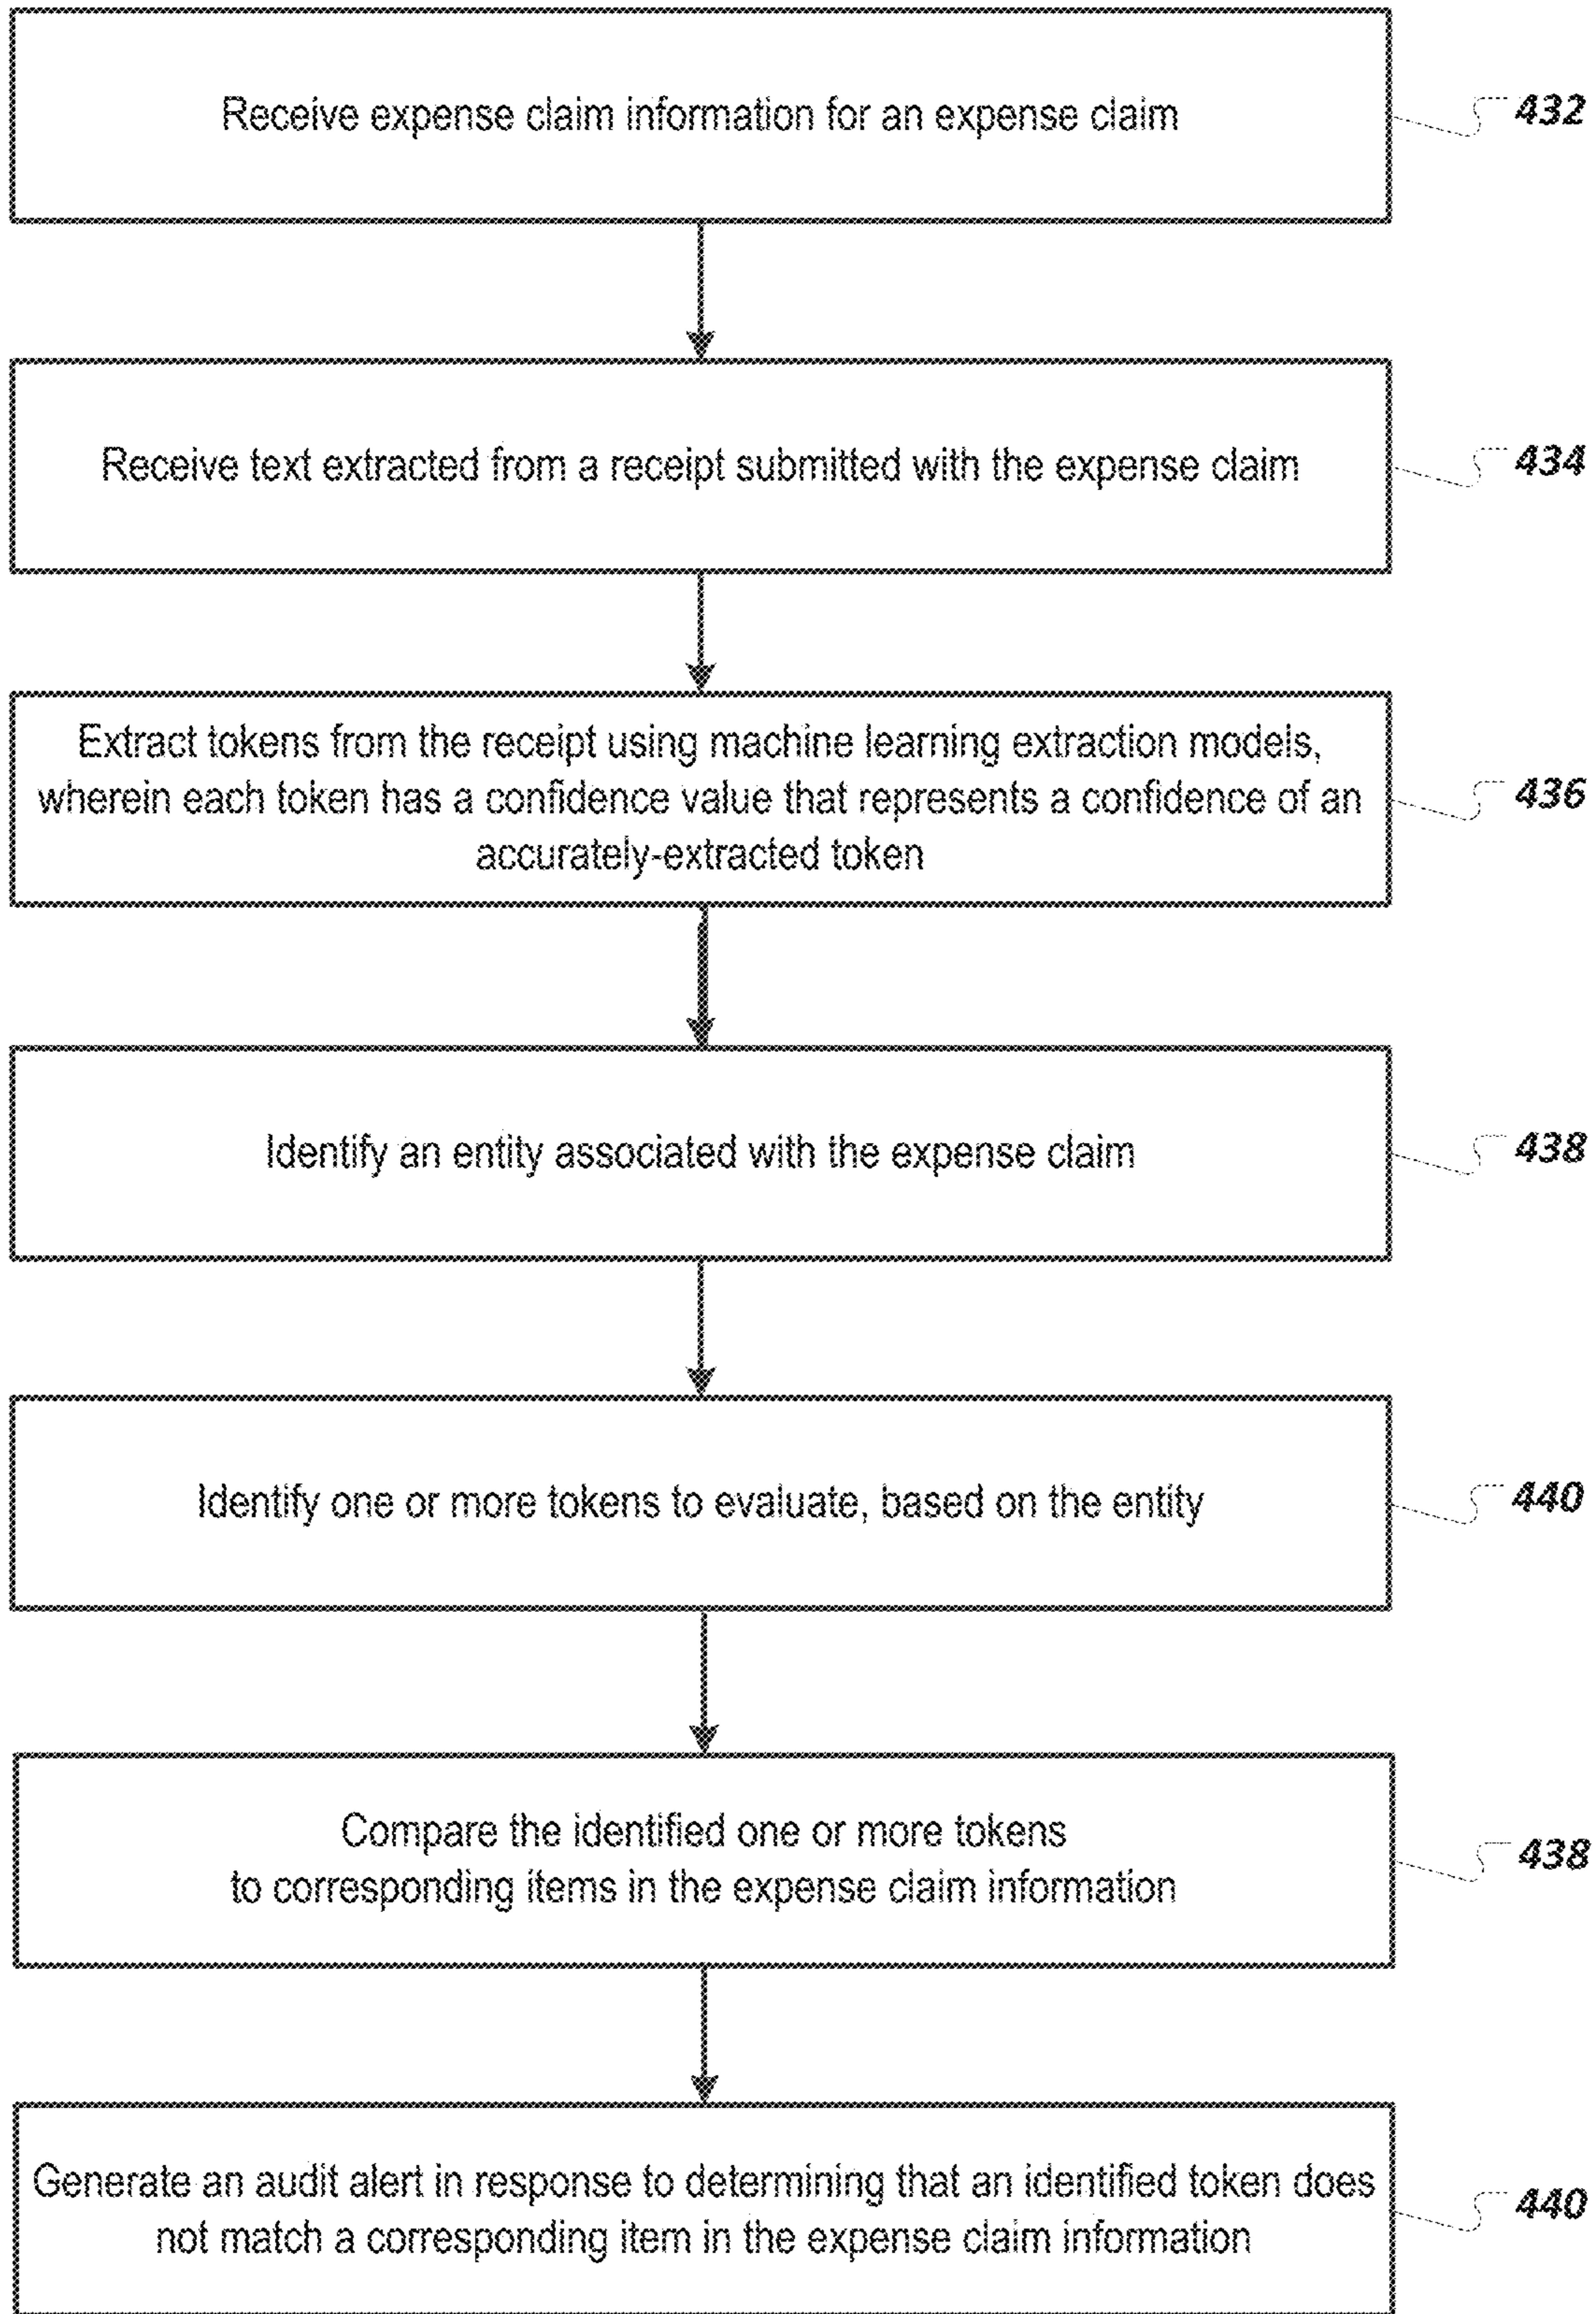 Receive expense claim information for an expense claim
432
Receive text extracted from a receipt submitted with the expense claim
434
Extract tokens from the receipt using machine learning extraction models,
wherein each token has a confidence value that represents a confidence of an
accurately-extracted token
436
Identify an entity associated with the expense claim
438
Identify one or more tokens to evaluate, based on the entity
440
Compare the identified one or more tokens
to corresponding items in the expense claim information
438
Generate an audit alert in response to determining that an identified token does
not match a corresponding item in the expense claim information
440